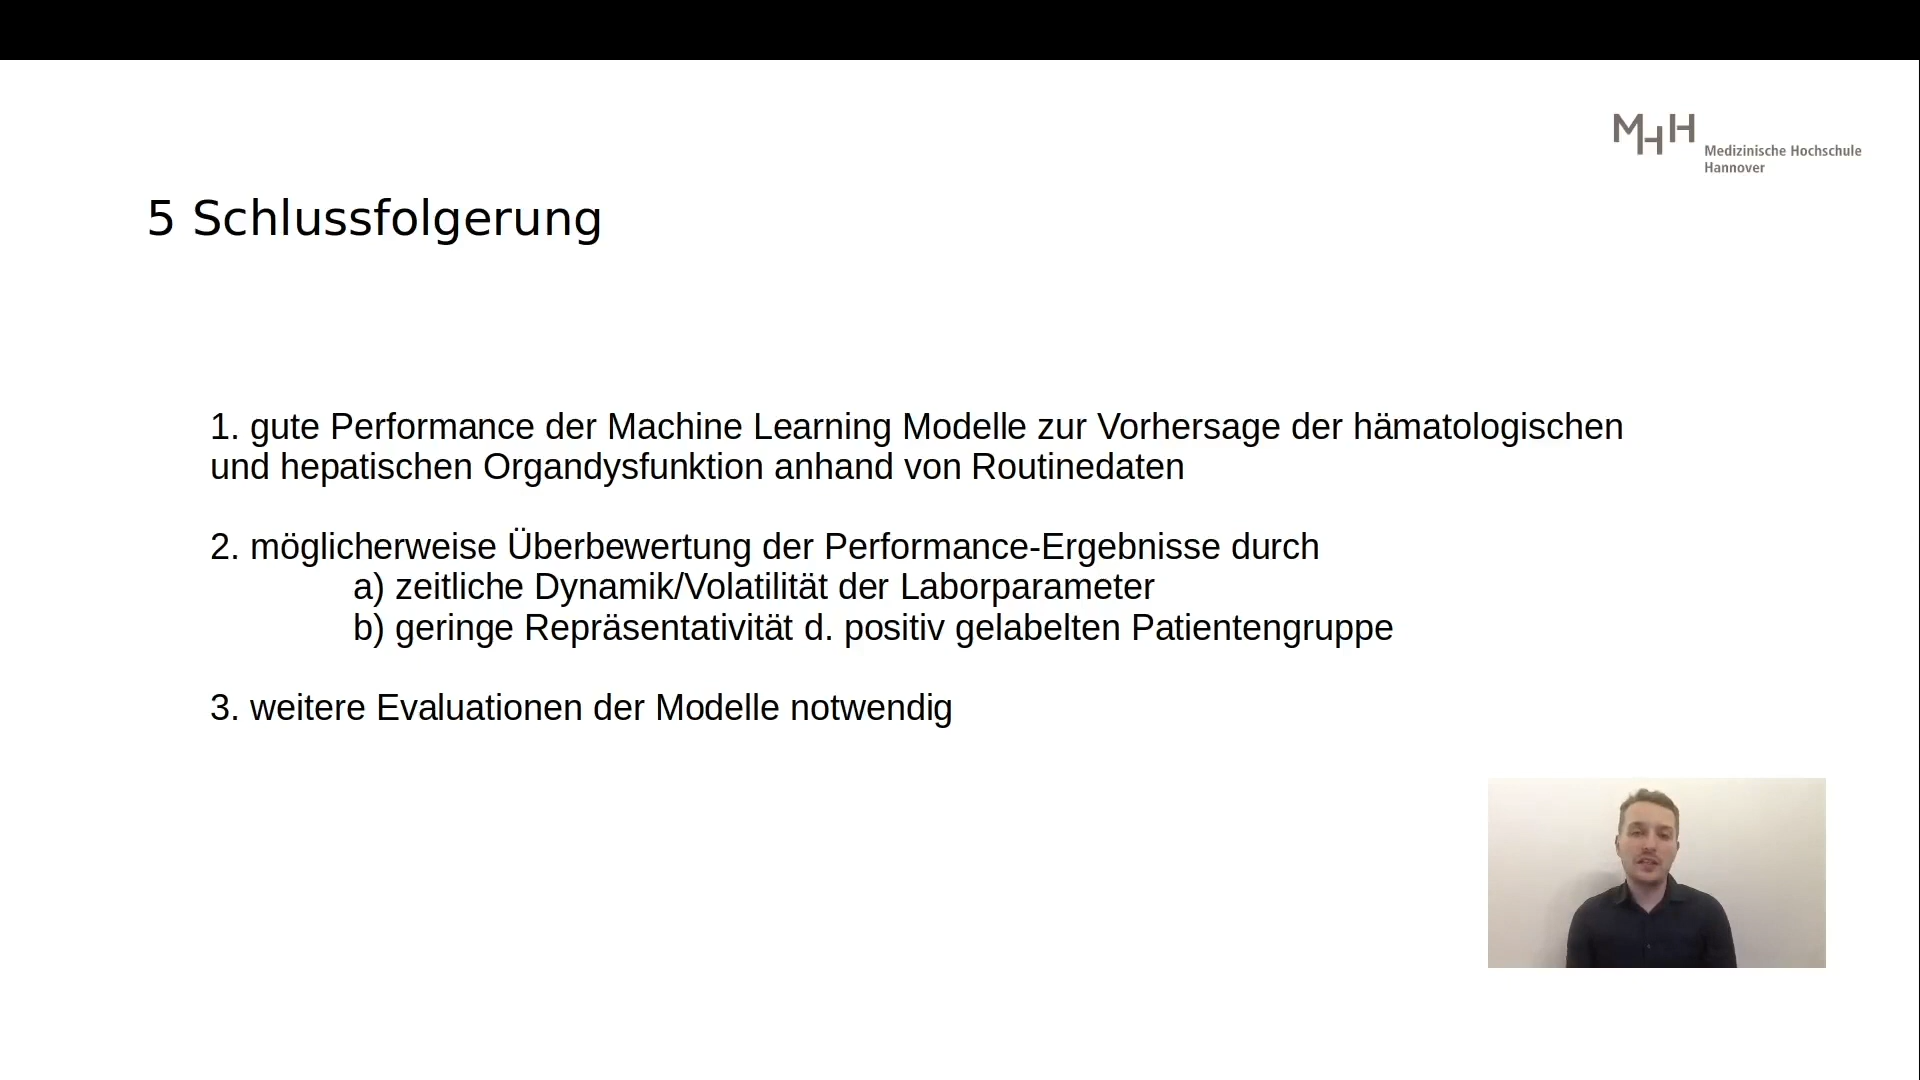 MHH
Medizinische Hochschule
Hannover
5 Schlussfolgerung
1. gute Performance der Machine Learning Modelle zur Vorhersage der hämatologischen
und hepatischen Organdysfunktion anhand von Routinedaten
2. möglicherweise Überbewertung der Performance-Ergebnisse durch
a) zeitliche Dynamik/Volatilität der Laborparameter
b) geringe Repräsentativität d. positiv gelabelten Patientengruppe
3. weitere Evaluationen der Modelle notwendig